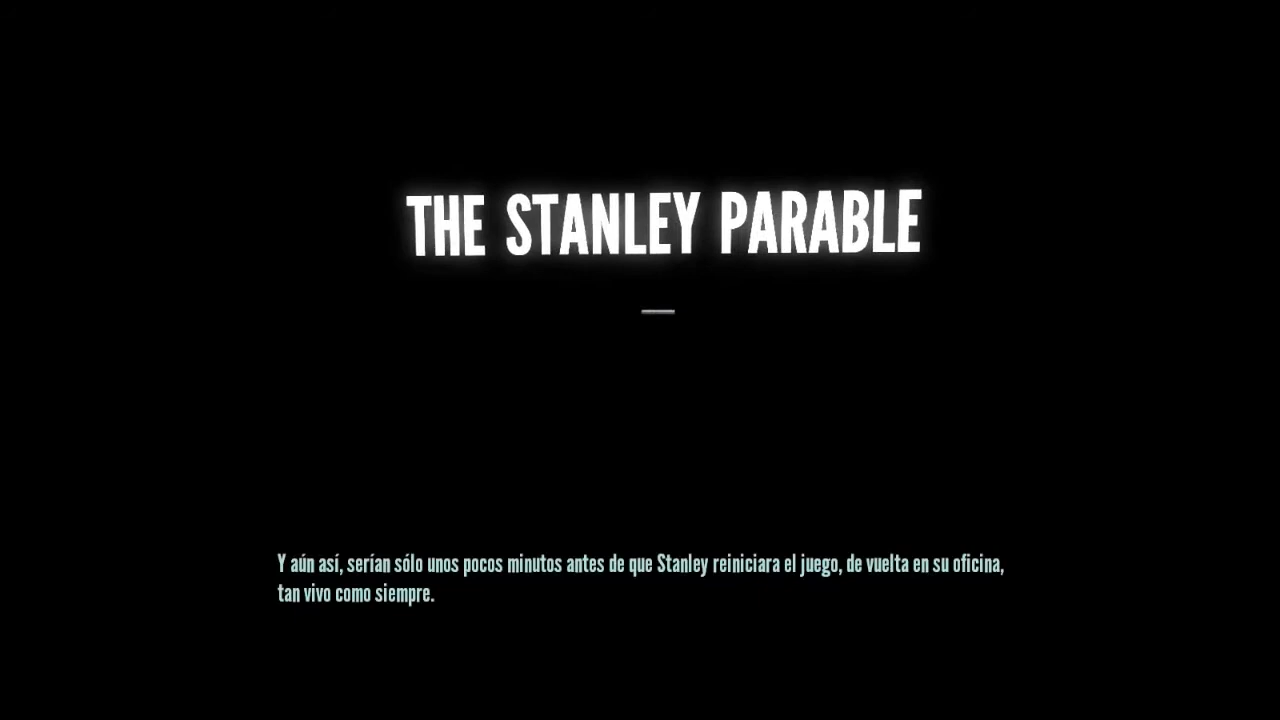 THE STANLEY PARABLE
Y aún así, serían sólo unos pocos minutos antes de que Stanley reiniciara el juego, de vuelta en su oficina,
tan vivo como siempre.